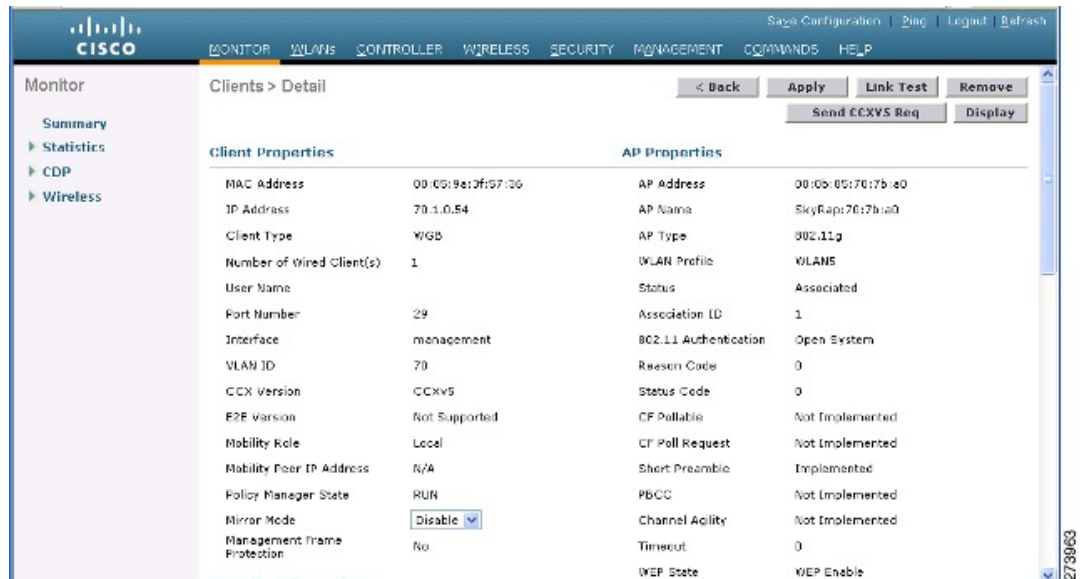 Save Configuration | Ping | Logout | Refresh
CISCO
MONITOR WLANs CONTROLLER WIRELESS SECURITY MANAGEMENT COMMANDS HELP
Monitor
Summary
Statistics
CDP
Wireless
Clients > Detail
< Back Apply Link Test Remove
Send CCXV5 Req Display
Client Properties
MAC Address 00:05:9a:3f:57:36
IP Address 70.1.0.54
Client Type WGB
Number of Wired Client(s) 1
User Name
Port Number 29
Interface management
VLAN ID 70
CCX Version CCXv5
E2E Version Not Supported
Mobility Role Local
Mobility Peer IP Address N/A
Policy Manager State RUN
Mirror Mode Disable
Management Frame
Protection No
AP Properties
AP Address 00:0b:85:70:7b:a0
AP Name SkyRap:70:7b:a0
AP Type 802.11g
WLAN Profile WLAN5
Status Associated
Association ID 1
802.11 Authentication Open System
Reason Code 0
Status Code 0
CF Pollable Not Implemented
CF Poll Request Not Implemented
Short Preamble Implemented
PBCC Not Implemented
Channel Agility Not Implemented
Timeout 0
WEP State WEP Enable
273963